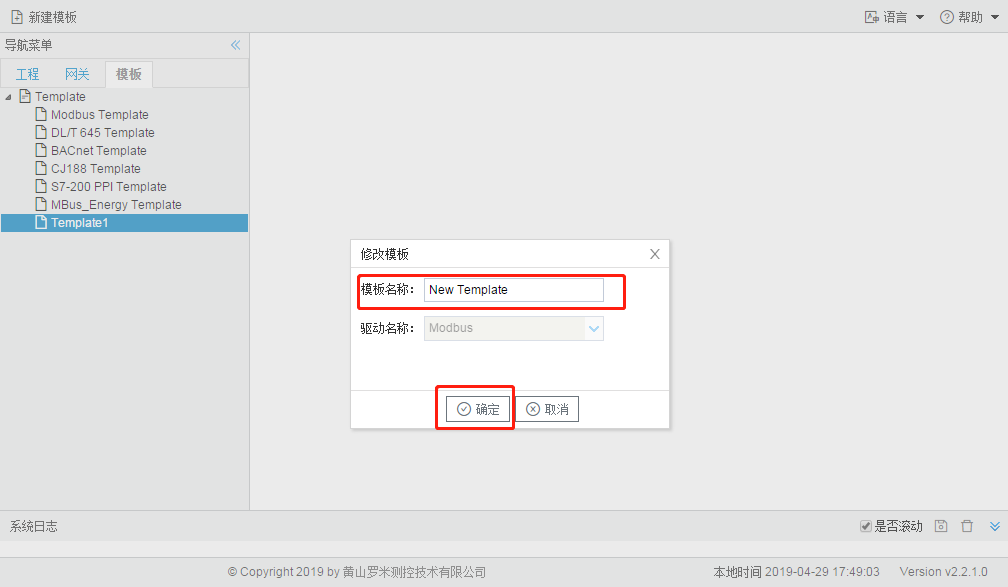 新建模板
语言 帮助
导航菜单
工程 网关 模板
Template
Modbus Template
DL/T 645 Template
BACnet Template
CJ188 Template
S7-200 PPI Template
MBus_Energy Template
Template1
修改模板
模板名称： New Template
驱动名称： Modbus
确定 取消
系统日志 是否滚动
© Copyright 2019 by 黄山罗米测控技术有限公司 本地时间 2019-04-29 17:49:03 Version v2.2.1.0